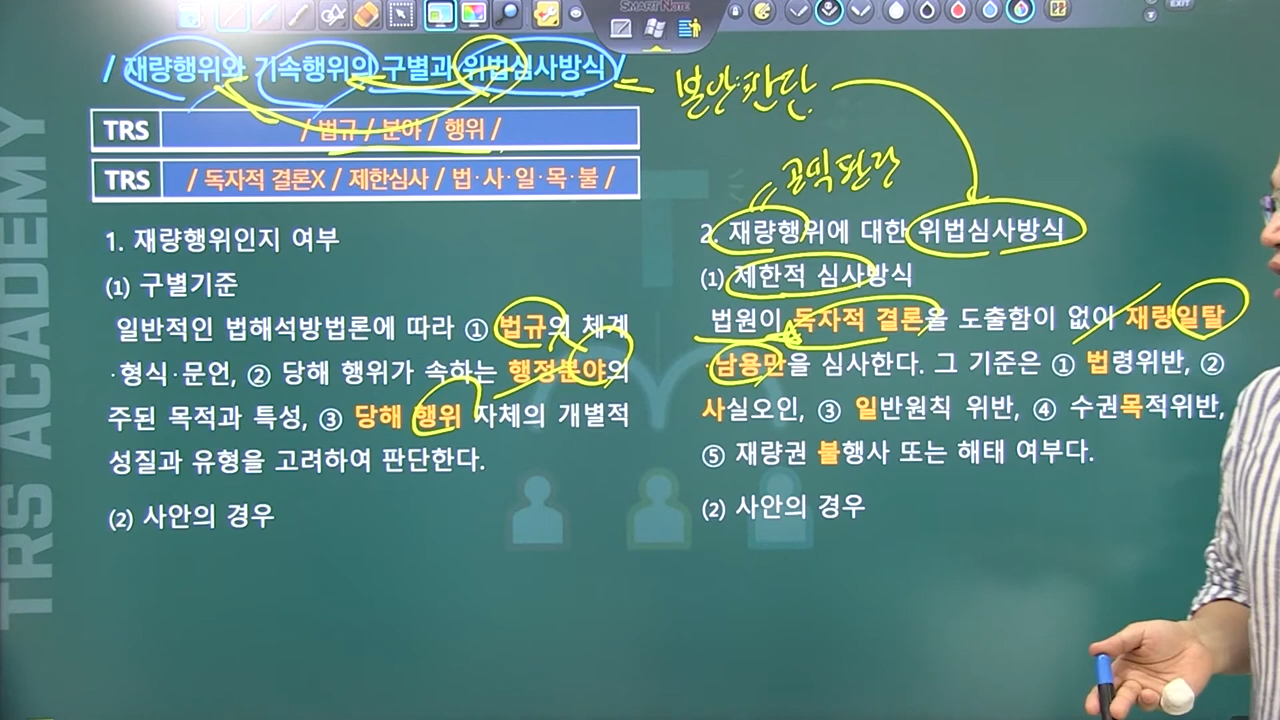 SMART NOTE
EXIT
/ 재량행위와 기속행위의 구별과 위법심사방식 /
본안판단
TRS / 법규 / 분야 / 행위 /
TRS / 독자적 결론X / 제한심사 / 법·사·일·목·불 /
1. 재량행위인지 여부
(1) 구별기준
일반적인 법해석방법론에 따라 ① 법규의 체계
·형식·문언, ② 당해 행위가 속하는 행정분야의
주된 목적과 특성, ③ 당해 행위 자체의 개별적
성질과 유형을 고려하여 판단한다.
(2) 사안의 경우
공익판단
2. 재량행위에 대한 위법심사방식
(1) 제한적 심사방식
법원이 독자적 결론을 도출함이 없이 재량일탈
·남용만을 심사한다. 그 기준은 ① 법령위반, ②
사실오인, ③ 일반원칙 위반, ④ 수권목적위반,
⑤ 재량권 불행사 또는 해태 여부다.
(2) 사안의 경우
TRS ACADEMY